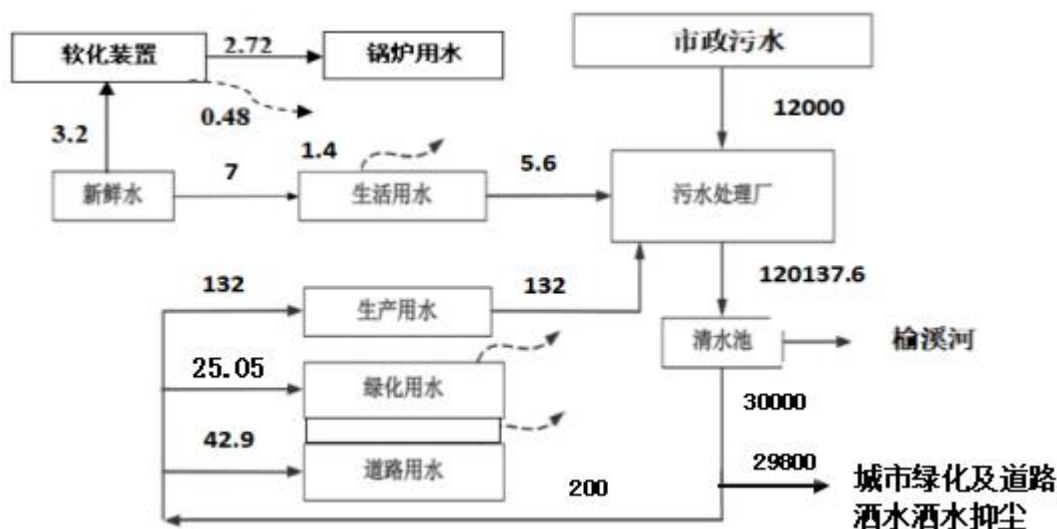 软化装置
2.72
锅炉用水
市政污水
0.48
12000
3.2
1.4
新鲜水
7
生活用水
5.6
污水处理厂
120137.6
132
生产用水
132
清水池
榆溪河
25.05
绿化用水
30000
42.9
道路用水
29800
城市绿化及道路
洒水洒水抑尘
200